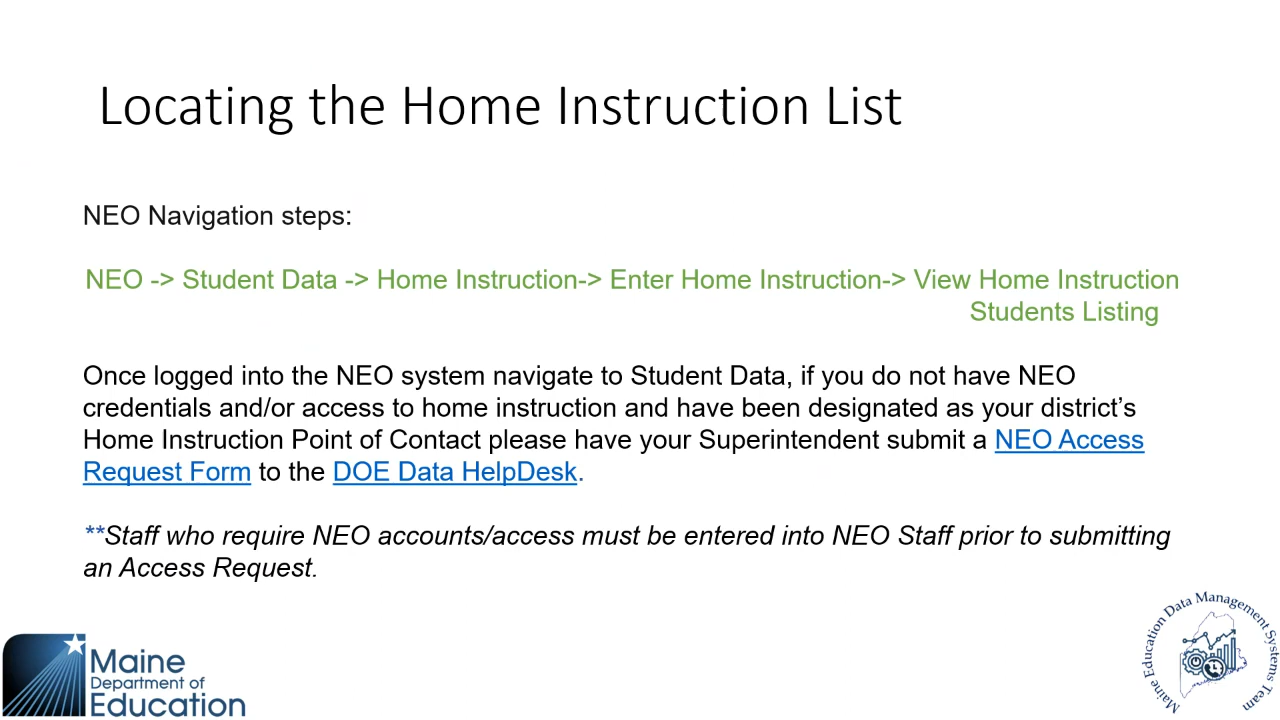 Locating the Home Instruction List
NEO Navigation steps:
NEO -> Student Data -> Home Instruction-> Enter Home Instruction-> View Home Instruction
Students Listing
Once logged into the NEO system navigate to Student Data, if you do not have NEO
credentials and/or access to home instruction and have been designated as your district’s
Home Instruction Point of Contact please have your Superintendent submit a NEO Access
Request Form to the DOE Data HelpDesk.
**Staff who require NEO accounts/access must be entered into NEO Staff prior to submitting
an Access Request.
Maine
Department of
Education
Maine Education Data Management Systems Team